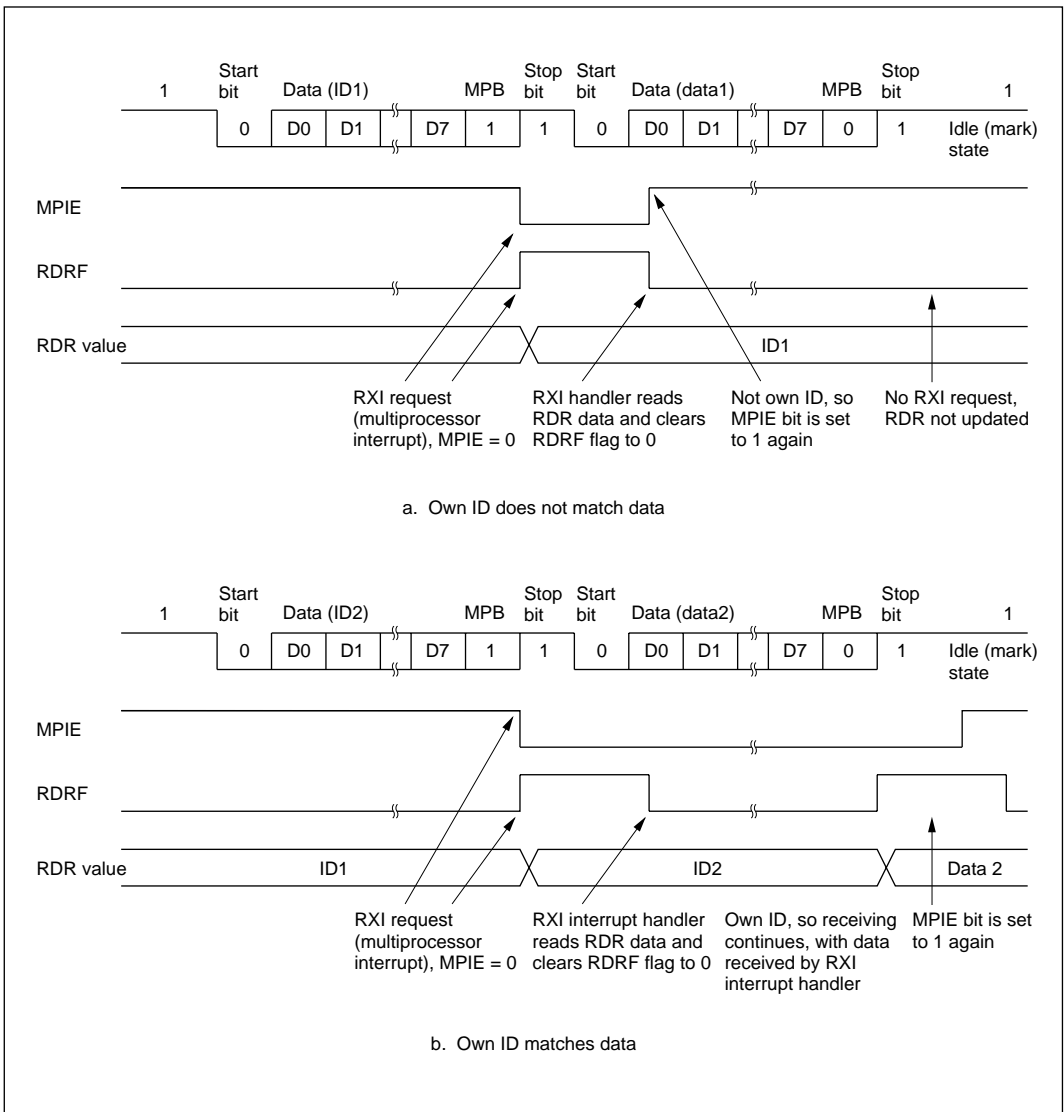 Start Stop Start Stop
1 bit Data (ID1) MPB bit bit Data (data1) MPB bit 1
0 D0 D1 D7 1 1 0 D0 D1 D7 0 1 Idle (mark)
state
MPIE
RDRF
RDR value ID1
RXI request
(multiprocessor
interrupt), MPIE = 0
RXI handler reads
RDR data and clears
RDRF flag to 0
Not own ID, so
MPIE bit is set
to 1 again
No RXI request,
RDR not updated
a. Own ID does not match data
Start Stop Start Stop
1 bit Data (ID2) MPB bit bit Data (data2) MPB bit 1
0 D0 D1 D7 1 1 0 D0 D1 D7 0 1 Idle (mark)
state
MPIE
RDRF
RDR value ID1 ID2 Data 2
RXI request
(multiprocessor
interrupt), MPIE = 0
RXI interrupt handler
reads RDR data and
clears RDRF flag to 0
Own ID, so receiving
continues, with data
received by RXI
interrupt handler
MPIE bit is set
to 1 again
b. Own ID matches data